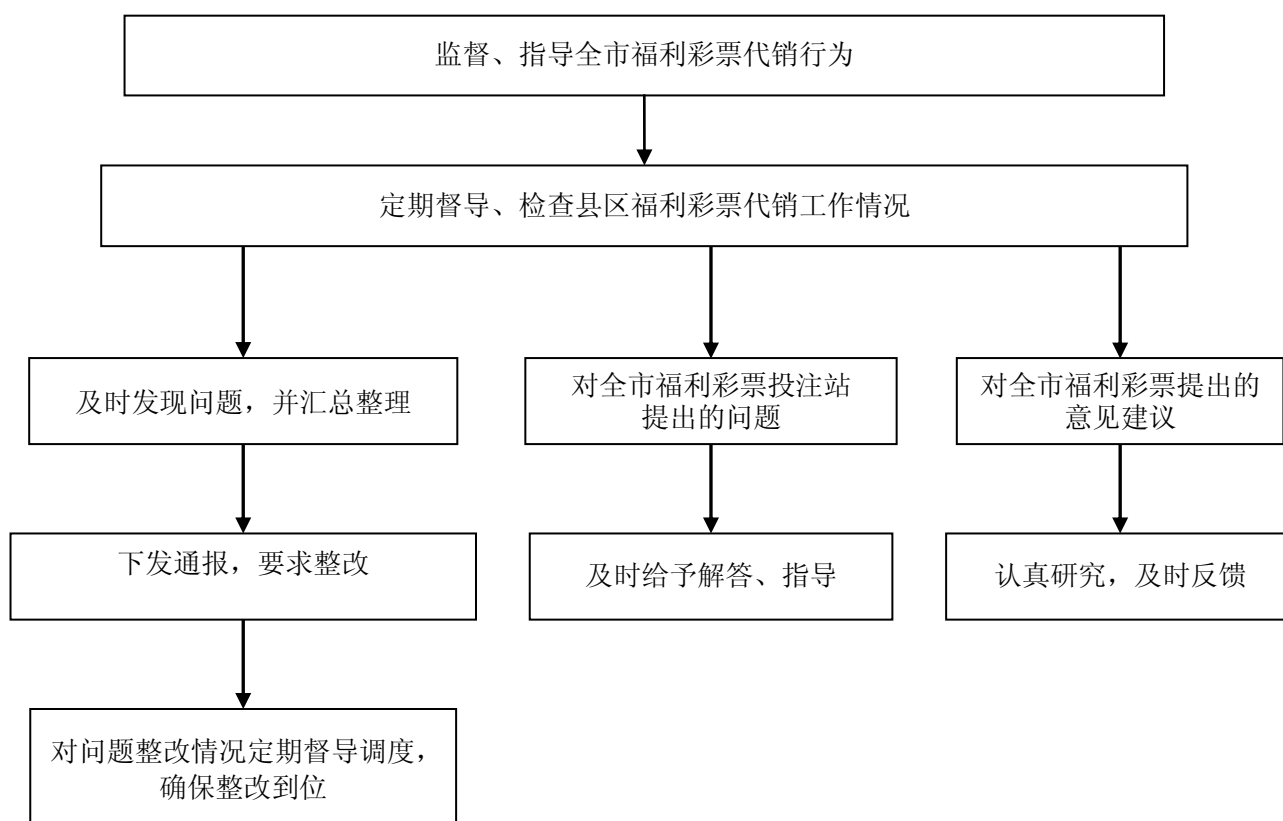 监督、指导全市福利彩票代销行为
定期督导、检查县区福利彩票代销工作情况
及时发现问题，并汇总整理
对全市福利彩票投注站
提出的问题
对全市福利彩票提出的
意见建议
下发通报，要求整改
及时给予解答、指导
认真研究，及时反馈
对问题整改情况定期督导调度，
确保整改到位